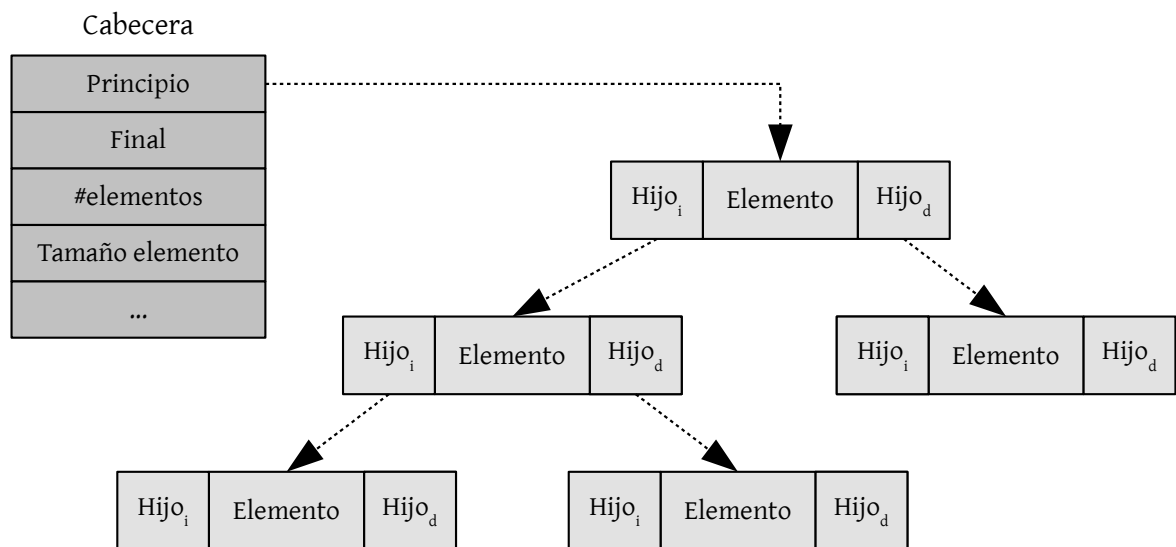 Cabecera
Principio
Final
#elementos
Tamaño elemento
...
Hijo_i Elemento Hijo_d
Hijo_i Elemento Hijo_d
Hijo_i Elemento Hijo_d
Hijo_i Elemento Hijo_d
Hijo_i Elemento Hijo_d